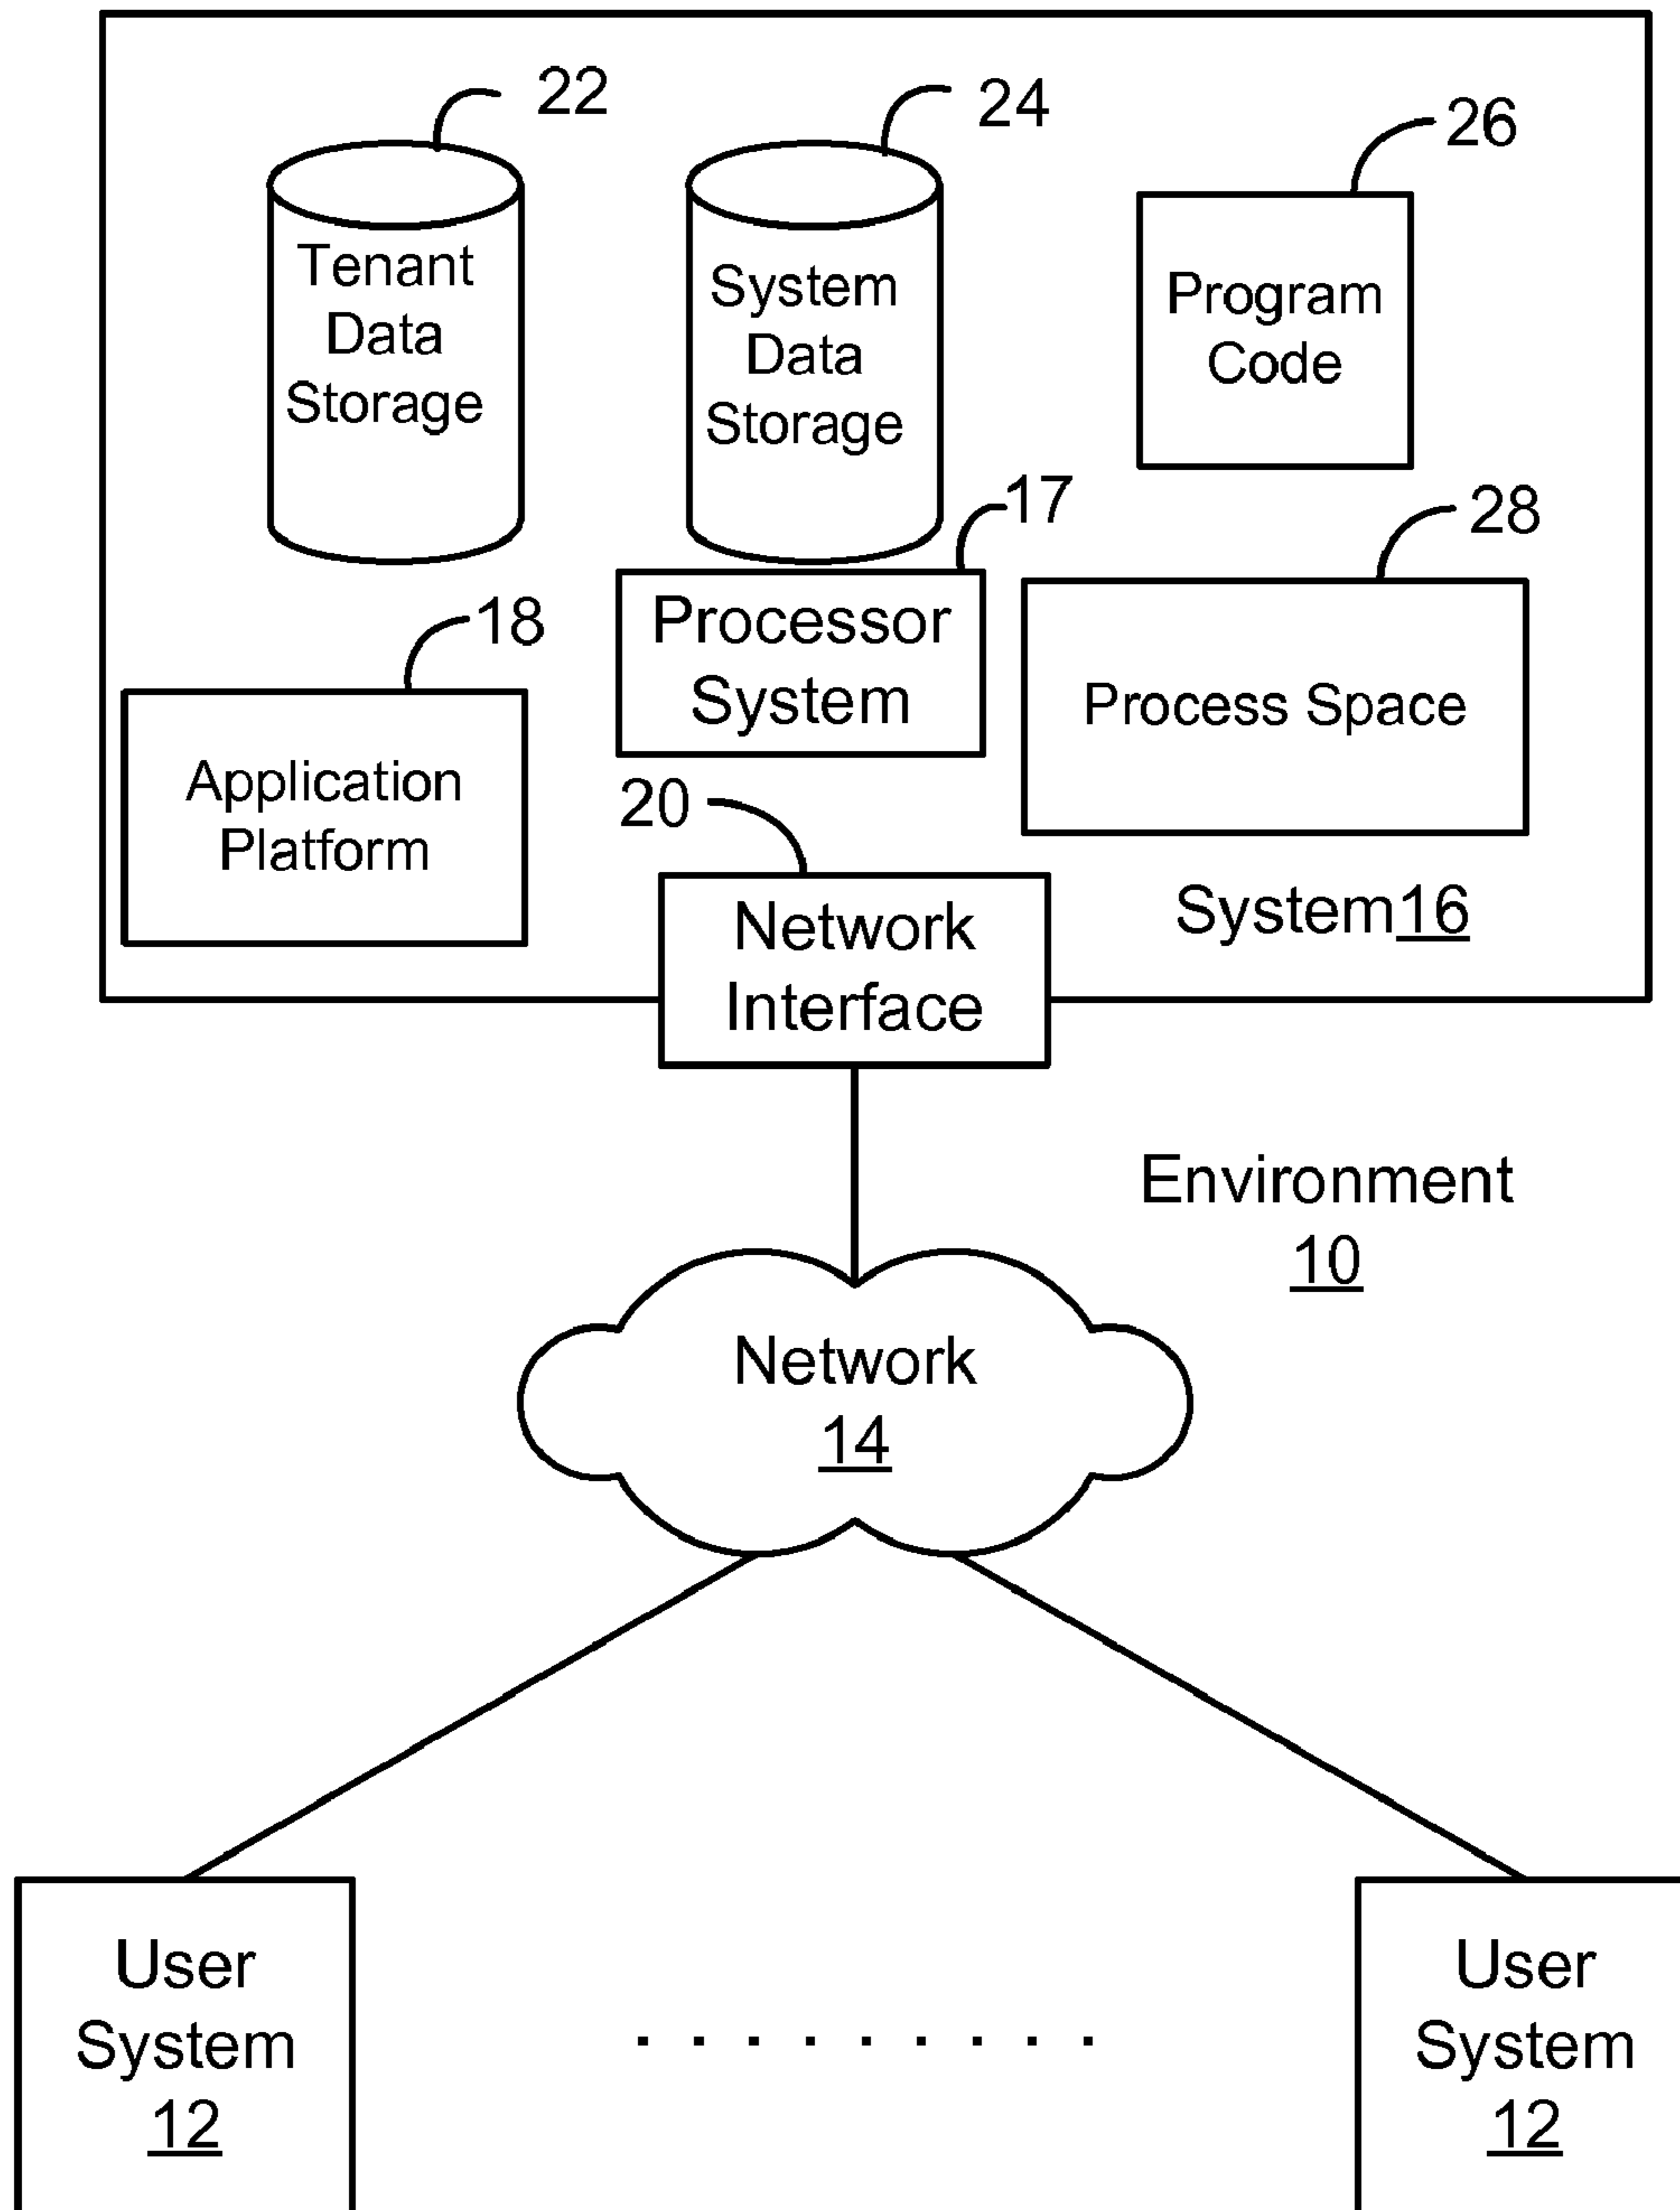 22
24
26
Tenant
Data
Storage
System
Data
Storage
Program
Code
17
28
18
Processor
System
Process Space
Application
Platform
20
System16
Network
Interface
Environment
10
Network
14
User
System
12
. . . . . . . . .
User
System
12